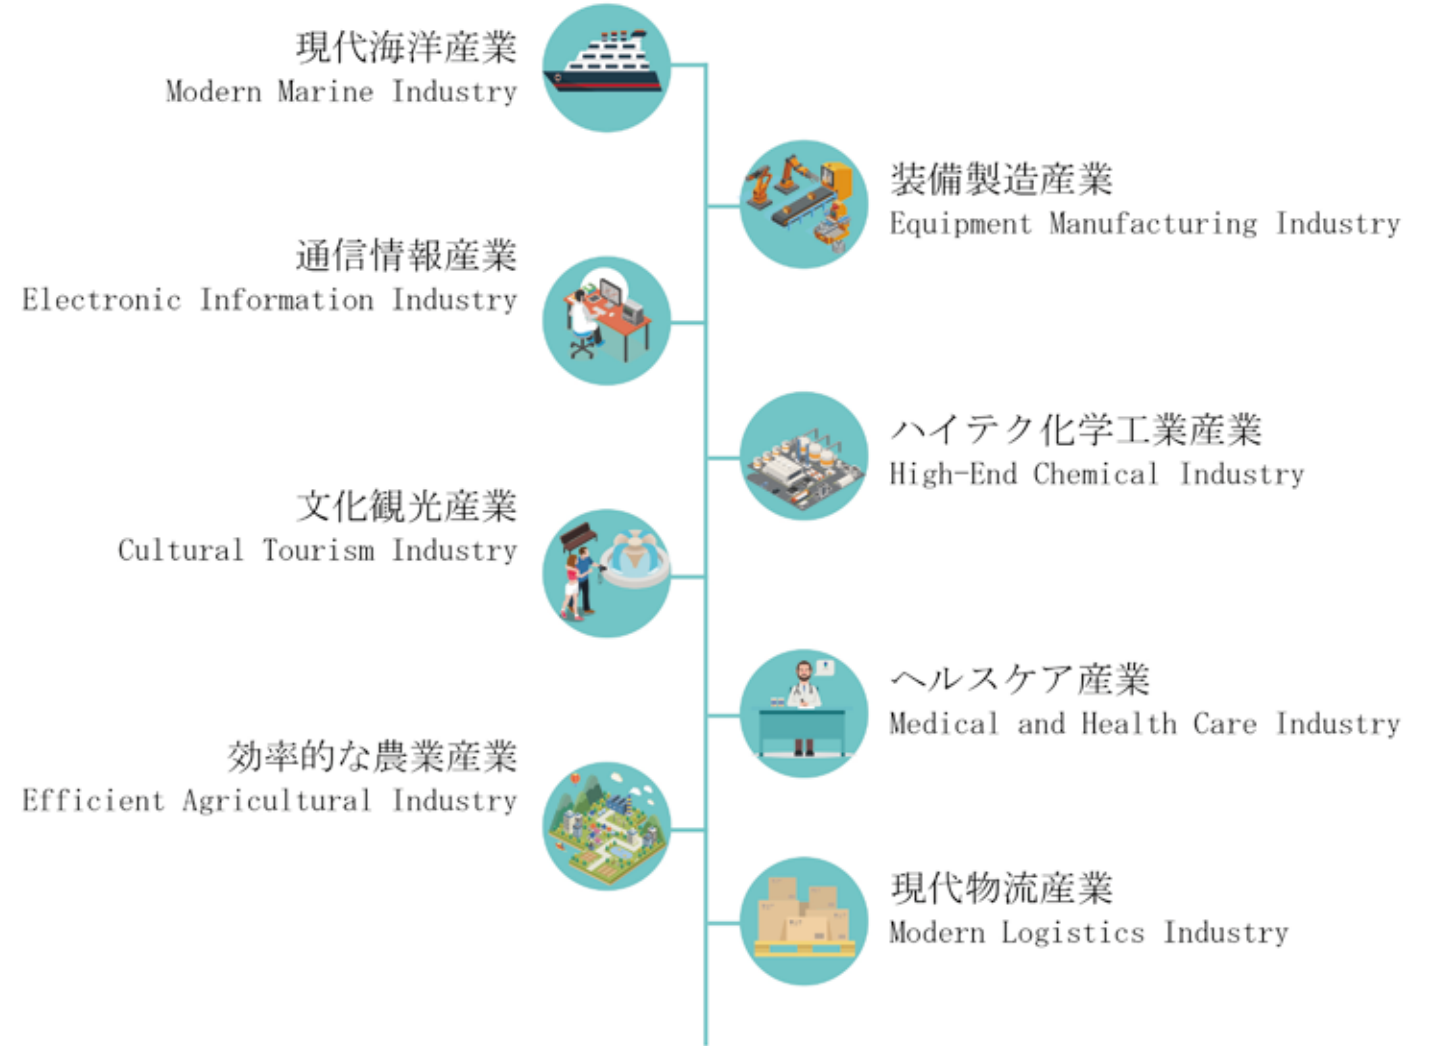 現代海洋産業
Modern Marine Industry
装備製造産業
Equipment Manufacturing Industry
通信情報産業
Electronic Information Industry
ハイテク化学工業産業
High-End Chemical Industry
文化観光産業
Cultural Tourism Industry
ヘルスケア産業
Medical and Health Care Industry
効率的な農業産業
Efficient Agricultural Industry
現代物流産業
Modern Logistics Industry